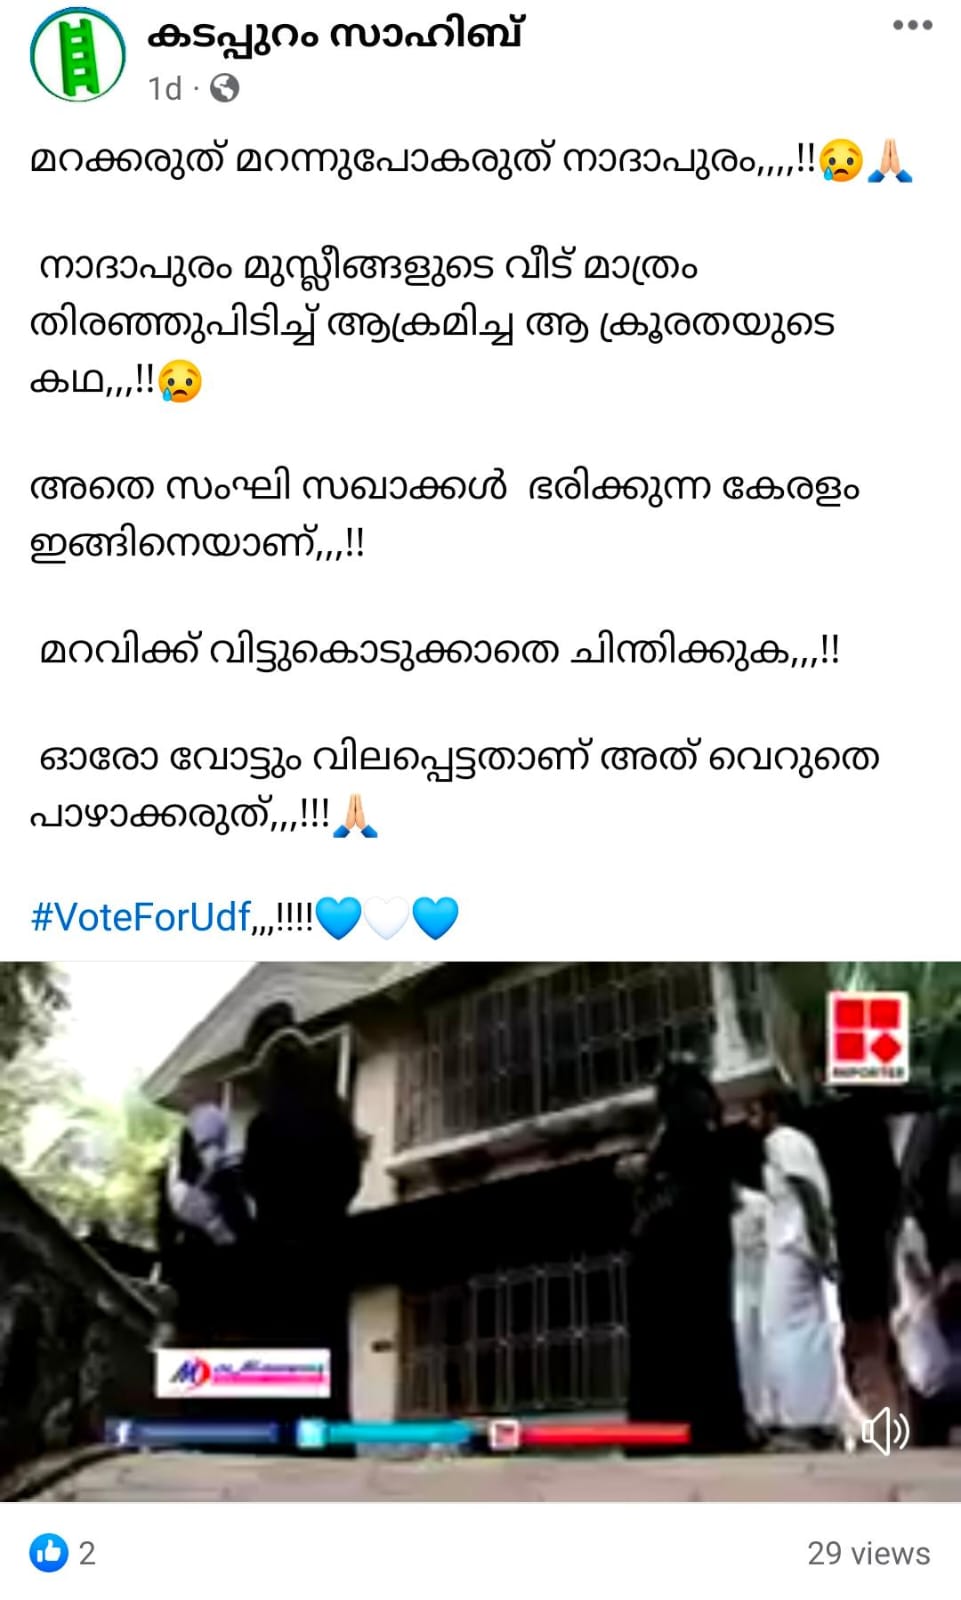 കടപ്പുറം സാഹിബ്
1d ·
മറക്കരുത് മറന്നുപോകരുത് നാദാപുരം,,,,!!😢🙏🏻
നാദാപുരം മുസ്ലീങ്ങളുടെ വീട് മാത്രം
തിരഞ്ഞുപിടിച്ച് ആക്രമിച്ച ആ ക്രൂരതയുടെ
കഥ,,,!!😢
അതെ സംഘി സഖാക്കൾ ഭരിക്കുന്ന കേരളം
ഇങ്ങിനെയാണ്,,,!!
മറവിക്ക് വിട്ടുകൊടുക്കാതെ ചിന്തിക്കുക,,,!!
ഓരോ വോട്ടും വിലപ്പെട്ടതാണ് അത് വെറുതെ
പാഴാക്കരുത്,,,!!!🙏🏻
#VoteForUdf,,,!!!!💙🤍💙
REPORTER
2
29 views